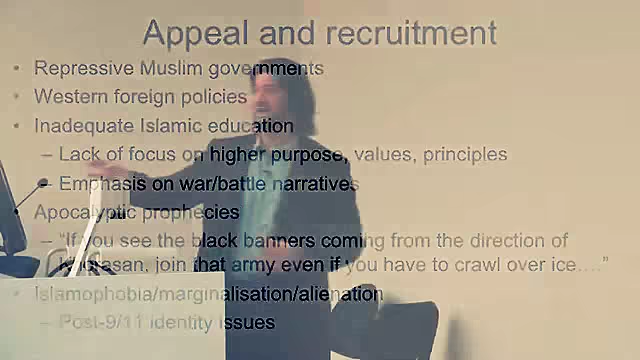 Appeal and recruitment
• Repressive Muslim governments
• Western foreign policies
• Inadequate Islamic education
– Lack of focus on higher purpose, values, principles
– Emphasis on war/battle narratives
• Apocalyptic prophecies
– “If you see the black banners coming from the direction of
Khorasan, join that army even if you have to crawl over ice....”
• Islamophobia/marginalisation/alienation
– Post-9/11 identity issues